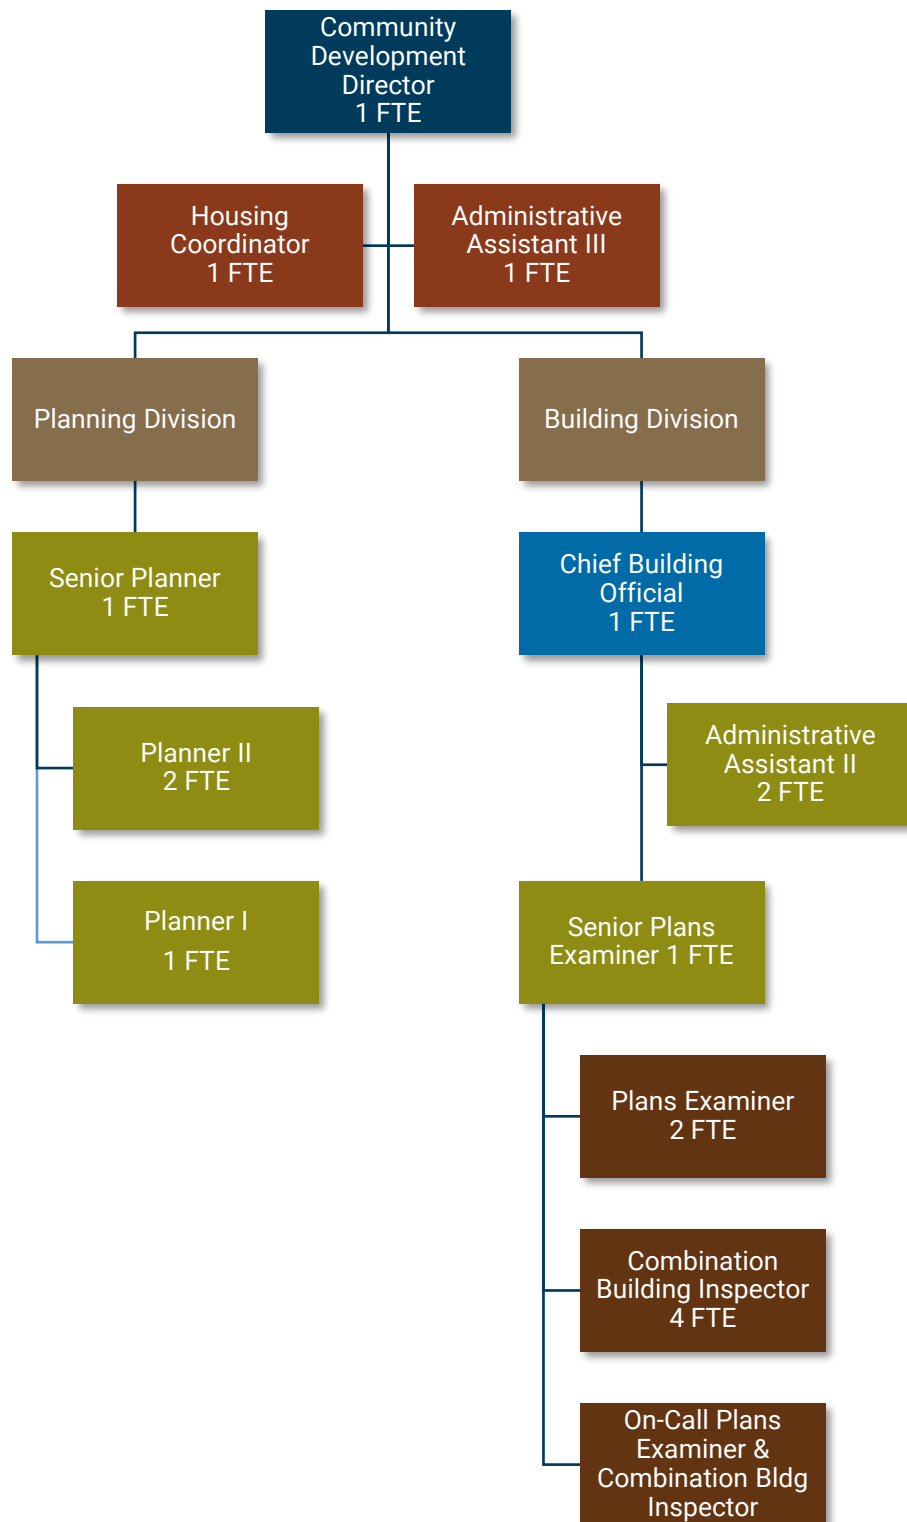 Community
Development
Director
1 FTE
Housing
Coordinator
1 FTE
Administrative
Assistant III
1 FTE
Planning Division
Building Division
Senior Planner
1 FTE
Chief Building
Official
1 FTE
Planner II
2 FTE
Administrative
Assistant II
2 FTE
Planner I
1 FTE
Senior Plans
Examiner 1 FTE
Plans Examiner
2 FTE
Combination
Building Inspector
4 FTE
On-Call Plans
Examiner &
Combination Bldg
Inspector